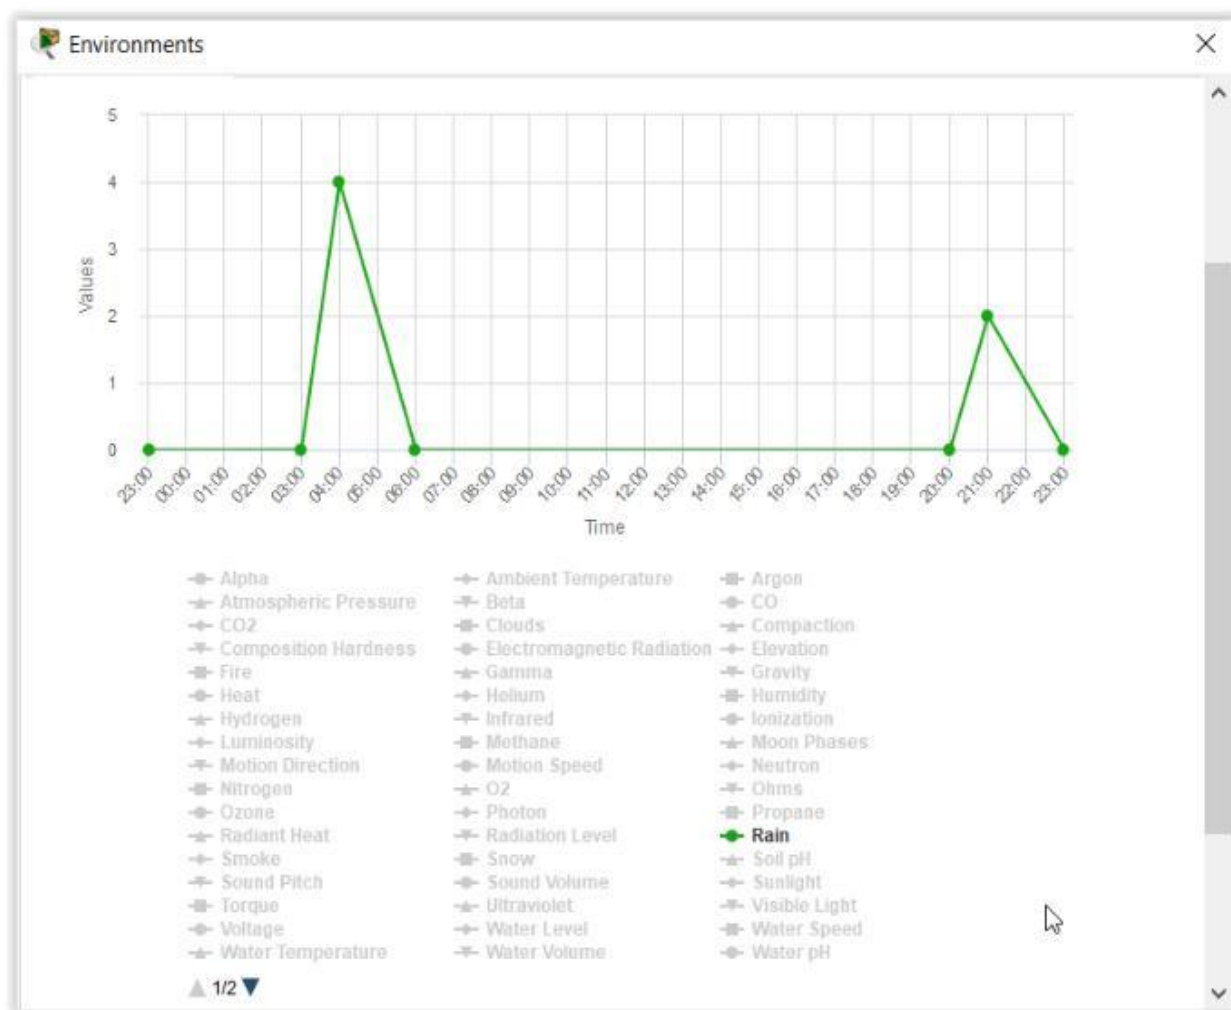 Environments
5
4
3
2
1
0
Values
23:00 00:00 01:00 02:00 03:00 04:00 05:00 06:00 07:00 08:00 09:00 10:00 11:00 12:00 13:00 14:00 15:00 16:00 17:00 18:00 19:00 20:00 21:00 22:00 23:00
Time
Alpha Ambient Temperature Argon
Atmospheric Pressure Beta CO
CO2 Clouds Compaction
Composition Hardness Electromagnetic Radiation Elevation
Fire Gamma Gravity
Heat Helium Humidity
Hydrogen Infrared Ionization
Luminosity Methane Moon Phases
Motion Direction Motion Speed Neutron
Nitrogen O2 Ohms
Ozone Photon Propane
Radiant Heat Radiation Level Rain
Smoke Snow Soil pH
Sound Pitch Sound Volume Sunlight
Torque Ultraviolet Visible Light
Voltage Water Level Water Speed
Water Temperature Water Volume Water pH
1/2